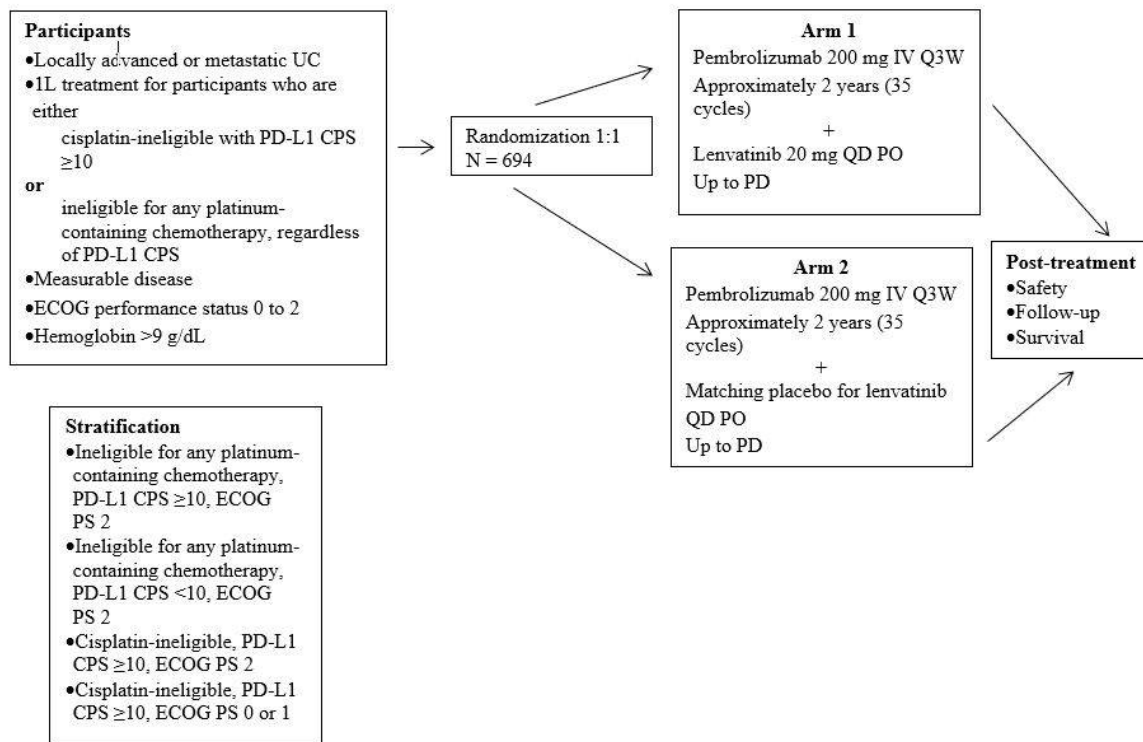 Participants
•Locally advanced or metastatic UC
•1L treatment for participants who are
either
cisplatin-ineligible with PD-L1 CPS
≥10
or
ineligible for any platinum-
containing chemotherapy, regardless
of PD-L1 CPS
•Measurable disease
•ECOG performance status 0 to 2
•Hemoglobin >9 g/dL
Stratification
•Ineligible for any platinum-
containing chemotherapy,
PD-L1 CPS ≥10, ECOG
PS 2
•Ineligible for any platinum-
containing chemotherapy,
PD-L1 CPS <10, ECOG
PS 2
•Cisplatin-ineligible, PD-L1
CPS ≥10, ECOG PS 2
•Cisplatin-ineligible, PD-L1
CPS ≥10, ECOG PS 0 or 1
Randomization 1:1
N = 694
Arm 1
Pembrolizumab 200 mg IV Q3W
Approximately 2 years (35
cycles)
+
Lenvatinib 20 mg QD PO
Up to PD
Arm 2
Pembrolizumab 200 mg IV Q3W
Approximately 2 years (35
cycles)
+
Matching placebo for lenvatinib
QD PO
Up to PD
Post-treatment
•Safety
•Follow-up
•Survival